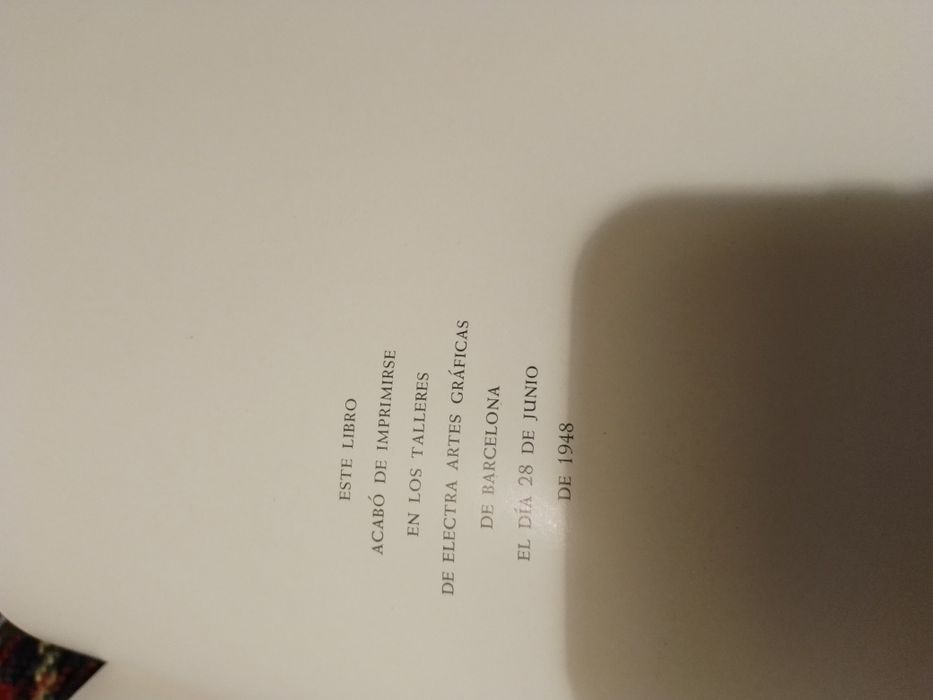 ESTE LIBRO
ACABÓ DE IMPRIMIRSE
EN LOS TALLERES
DE ELECTRA ARTES GRÁFICAS
DE BARCELONA
EL DÍA 28 DE JUNIO
DE 1948